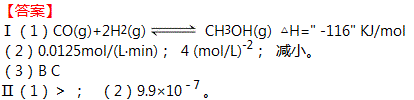 【答案】
Ⅰ（1）CO(g)+2H₂(g) ⇌ CH3OH(g) △H=" -116" KJ/mol
（2）0.0125mol/(L·min)； 4 (mol/L)⁻²； 减小。
（3）B C
Ⅱ（1）＞ ；（2）9.9×10⁻⁷。